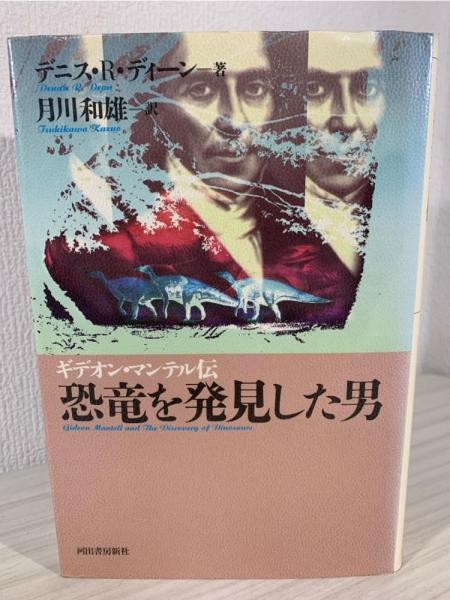 デニス・R・ディーン—著
Dennis R. Dean
月川和雄—訳
Tsukikawa Kazuo
ギデオン・マンテル伝
恐竜を発見した男
Gideon Mantell and The Discovery of Dinosaurs
河出書房新社